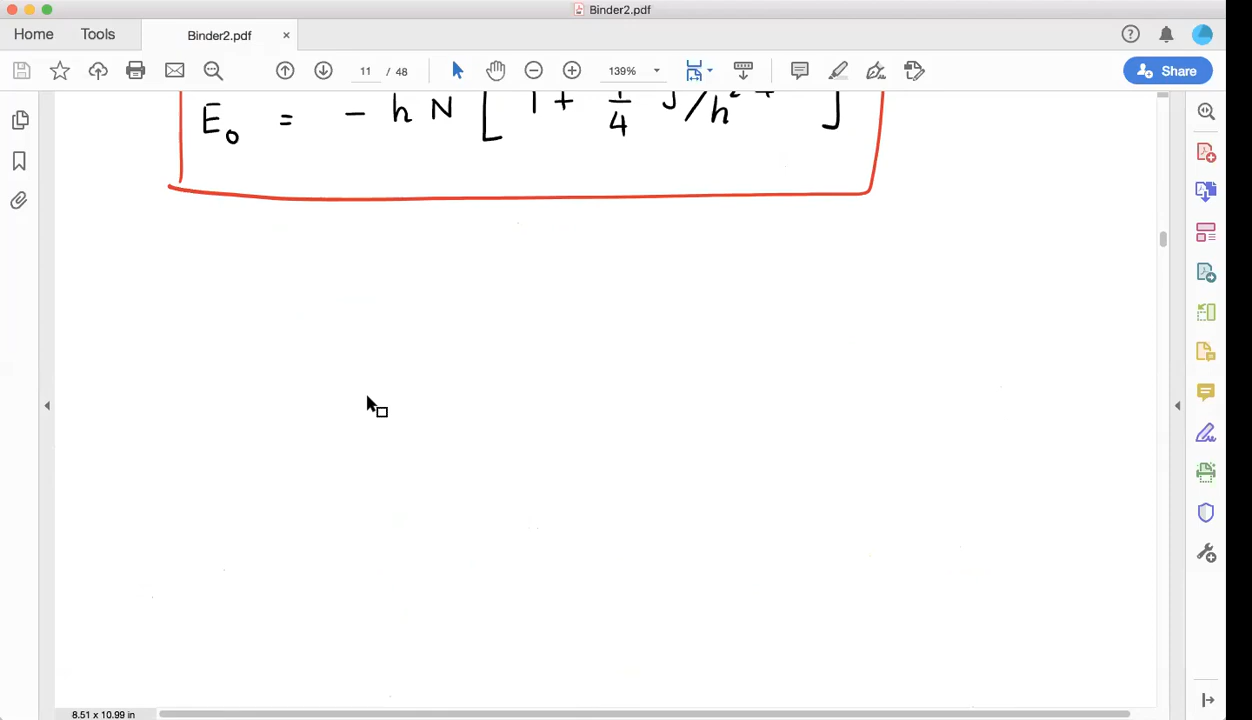 Binder2.pdf
Home Tools Binder2.pdf ×
11 / 48 139% Share
E₀ = - h N [ 1 + 1/4 J/h² + ]
8.51 x 10.99 in